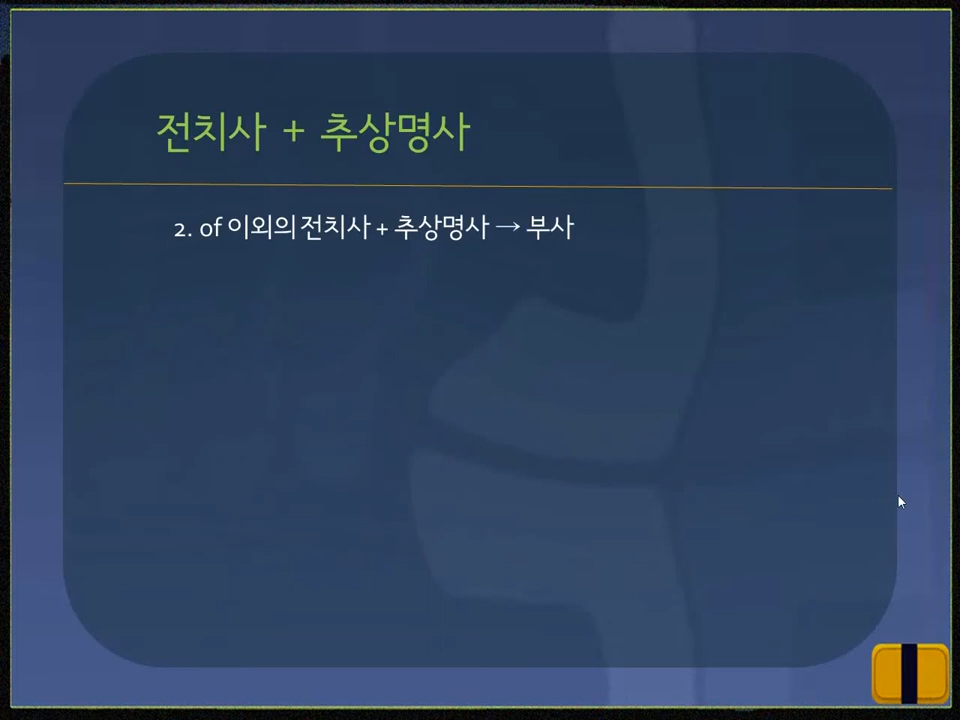 전치사 + 추상명사
2. of 이외의 전치사 + 추상명사 → 부사